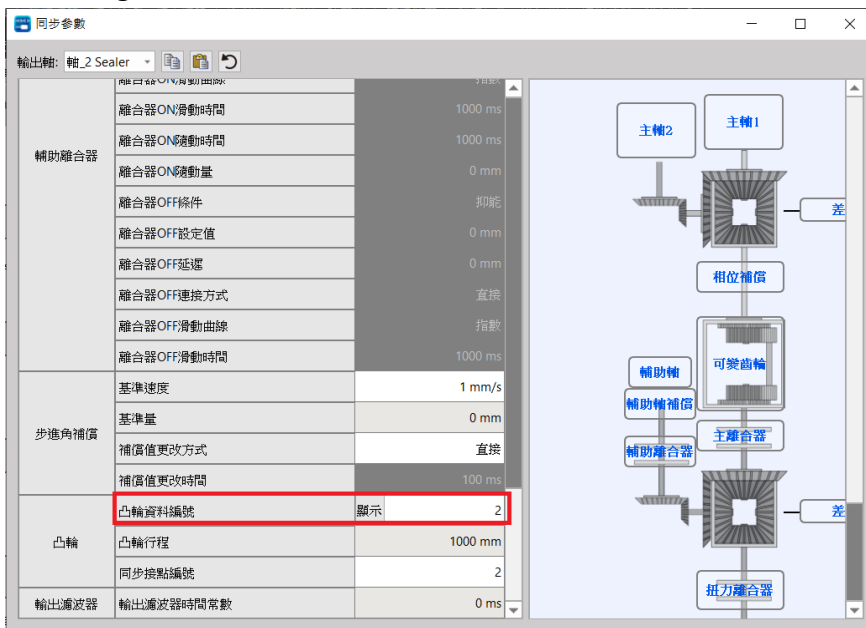 同步參數
輸出軸: 軸_2 Sealer
離合器ON滑動曲線 指數
離合器ON滑動時間 1000 ms
離合器ON隨動時間 1000 ms
離合器ON隨動量 0 mm
輔助離合器
離合器OFF條件 抑能
離合器OFF設定值 0 mm
離合器OFF延遲 0 mm
離合器OFF連接方式 直接
離合器OFF滑動曲線 指數
離合器OFF滑動時間 1000 ms
步進角補償
基準速度 1 mm/s
基準量 0 mm
補償值更改方式 直接
補償值更改時間 100 ms
凸輪
凸輪資料編號 顯示 2
凸輪行程 1000 mm
同步接點編號 2
輸出濾波器 輸出濾波器時間常數 0 ms
主軸2
主軸1
差
相位補償
可變齒輪
輔助軸
輔助軸補償
主離合器
輔助離合器
差
扭力離合器